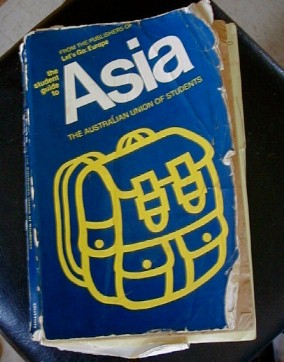 FROM THE PUBLISHERS OF
Let's Go: Europe
the
student
guide
to
Asia
THE AUSTRALIAN UNION OF STUDENTS